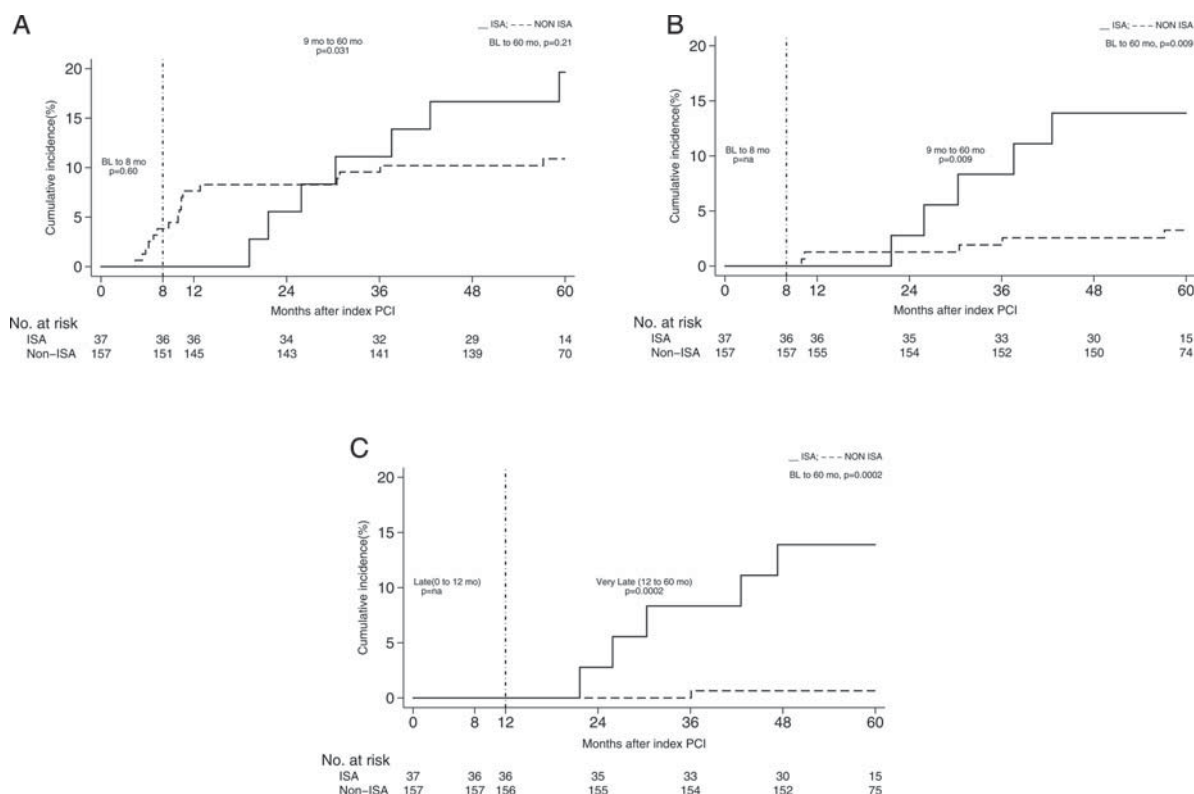 A
__ ISA; – – – NON ISA
9 mo to 60 mo
p=0.031
BL to 60 mo, p=0.21
20
15
10
5
0
Cumulative incidence(%)
BL to 8 mo
p=0.60
0 8 12 24 36 48 60
Months after index PCI
No. at risk
ISA 37 36 36 34 32 29 14
Non−ISA 157 151 145 143 141 139 70
B
__ ISA; – – – NON ISA
BL to 60 mo, p=0.009
20
15
10
5
0
Cumulative incidence(%)
BL to 8 mo
p=na
9 mo to 60 mo
p=0.009
0 8 12 24 36 48 60
Months after index PCI
No. at risk
ISA 37 36 36 35 33 30 15
Non−ISA 157 157 155 154 152 150 74
C
__ ISA; – – – NON ISA
BL to 60 mo, p=0.0002
20
15
10
5
0
Cumulative incidence(%)
Late(0 to 12 mo)
p=na
Very Late (12 to 60 mo)
p=0.0002
0 8 12 24 36 48 60
Months after index PCI
No. at risk
ISA 37 36 36 35 33 30 15
Non−ISA 157 157 156 155 154 152 75